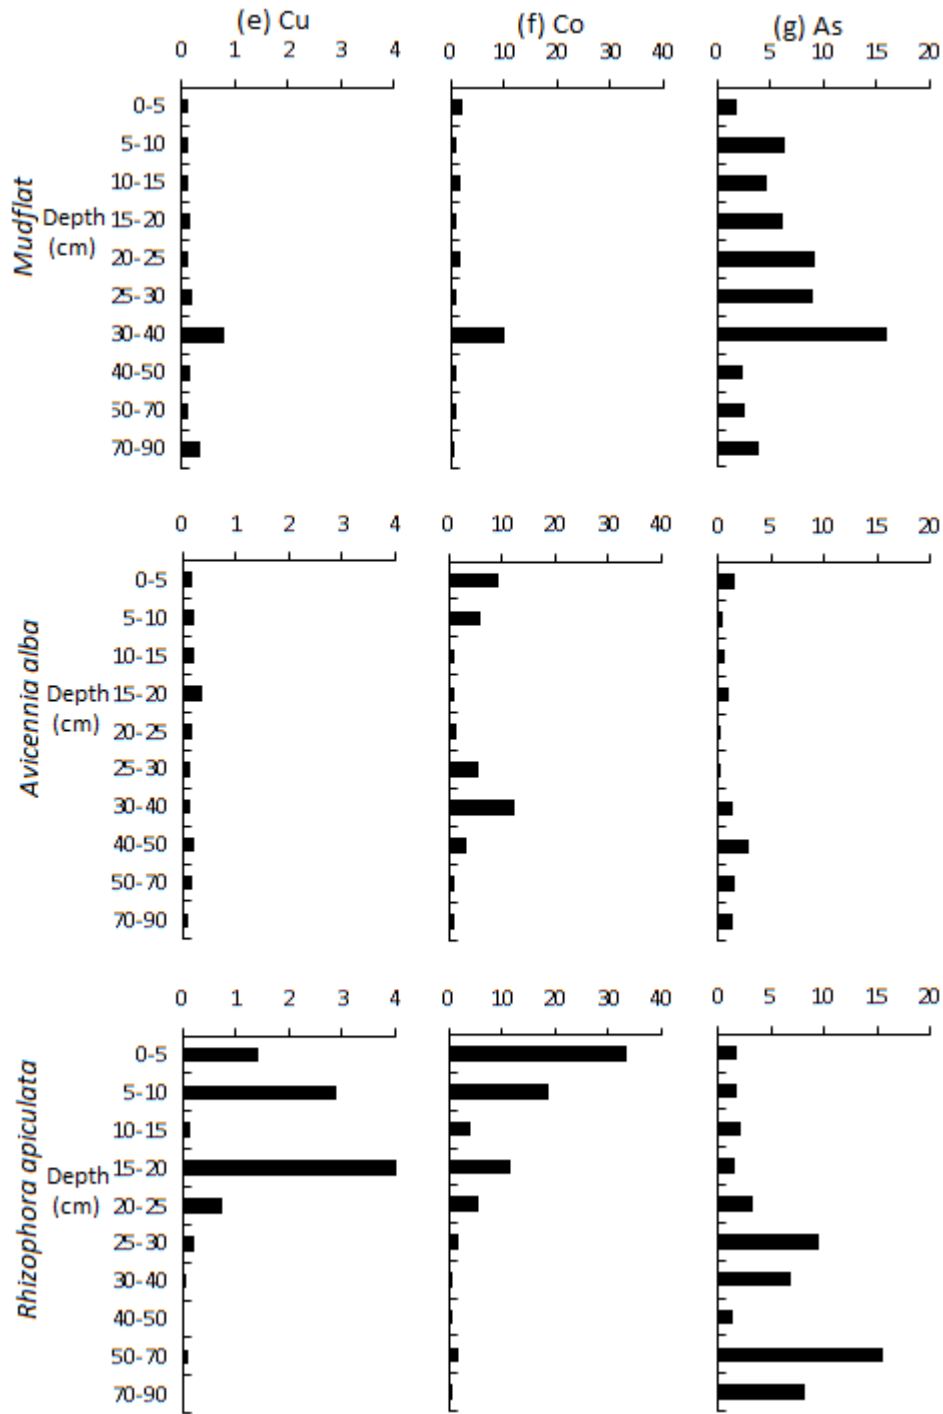 (e) Cu
(f) Co
(g) As
0 1 2 3 4
0 10 20 30 40
0 5 10 15 20
Mudflat
Depth
(cm)
0-5
5-10
10-15
15-20
20-25
25-30
30-40
40-50
50-70
70-90
0 1 2 3 4
0 10 20 30 40
0 5 10 15 20
Avicennia alba
Depth
(cm)
0-5
5-10
10-15
15-20
20-25
25-30
30-40
40-50
50-70
70-90
0 1 2 3 4
0 10 20 30 40
0 5 10 15 20
Rhizophora apiculata
Depth
(cm)
0-5
5-10
10-15
15-20
20-25
25-30
30-40
40-50
50-70
70-90